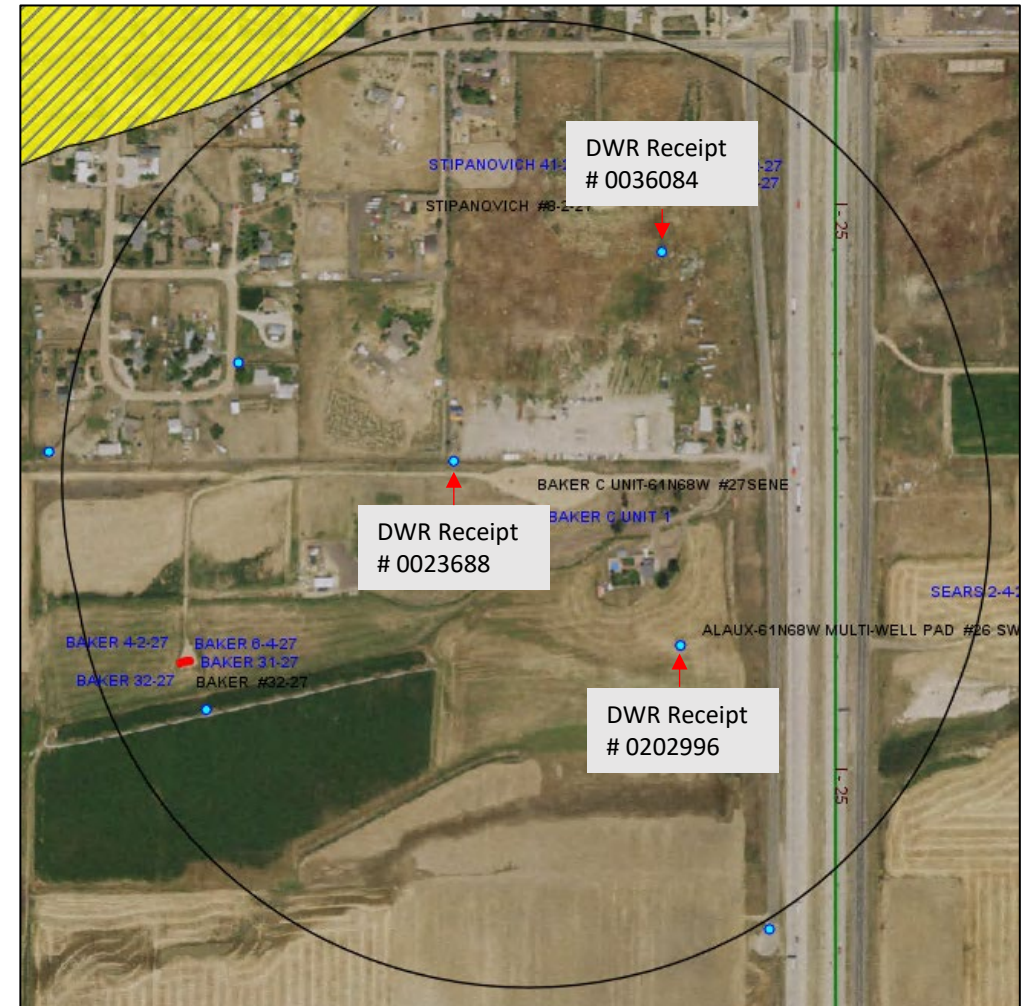 DWR Receipt
# 0036084
STIPANOVICH 41-2
-27
-27
STIPANOVICH #8-2-27
I-25
BAKER C UNIT-61N68W #27SENE
BAKER C UNIT 1
DWR Receipt
# 0023688
SEARS 2-4-2
ALAUX-61N68W MULTI-WELL PAD #26 SW
BAKER 4-2-27
BAKER 6-4-27
BAKER 31-27
BAKER 32-27
BAKER #32-27
DWR Receipt
# 0202996
I-25